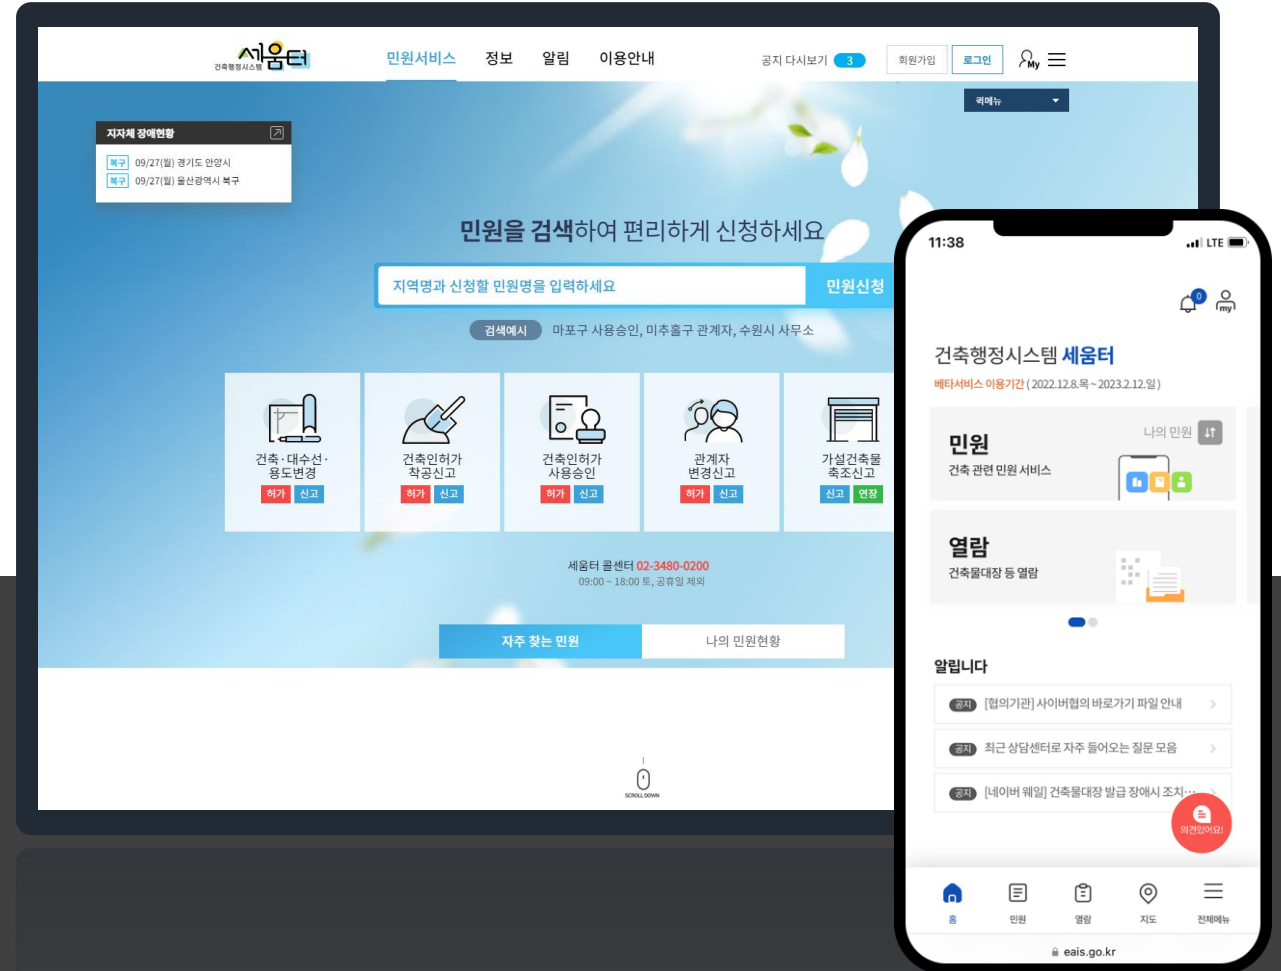 세움터
건축행정시스템
민원서비스 정보 알림 이용안내
공지 다시보기 3 회원가입 로그인 My
퀵메뉴
지자체 장애현황
복구 09/27(월) 경기도 안양시
복구 09/27(월) 울산광역시 북구
민원을 검색하여 편리하게 신청하세요
지역명과 신청할 민원명을 입력하세요 민원신청
검색예시 마포구 사용승인, 미추홀구 관계자, 수원시 사무소
건축·대수선·
용도변경
허가 신고
건축인허가
착공신고
허가 신고
건축인허가
사용승인
허가 신고
관계자
변경신고
허가 신고
가설건축물
축조신고
신고 연장
세움터 콜센터 02-3480-0200
09:00 ~ 18:00 토, 공휴일 제외
자주 찾는 민원 나의 민원현황
SCROLL DOWN
11:38 LTE
0 my
건축행정시스템 세움터
베타서비스 이용기간 ( 2022.12.8.목 ~ 2023.2.12.일 )
민원 나의 민원
건축 관련 민원 서비스
열람
건축물대장 등 열람
알립니다
공지 [협의기관] 사이버협의 바로가기 파일 안내
공지 최근 상담센터로 자주 들어오는 질문 모음
공지 [네이버 웨일] 건축물대장 발급 장애시 조치…
의견있어요!
홈 민원 열람 지도 전체메뉴
eais.go.kr